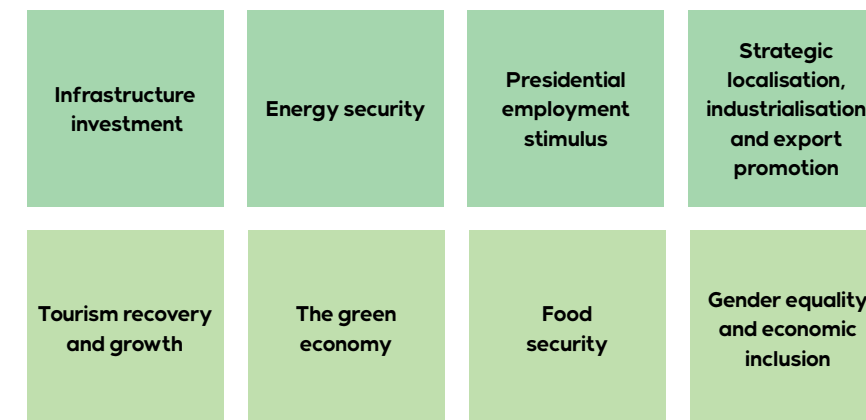 Infrastructure
investment
Energy security
Presidential
employment
stimulus
Strategic
localisation,
industrialisation
and export
promotion
Tourism recovery
and growth
The green
economy
Food
security
Gender equality
and economic
inclusion